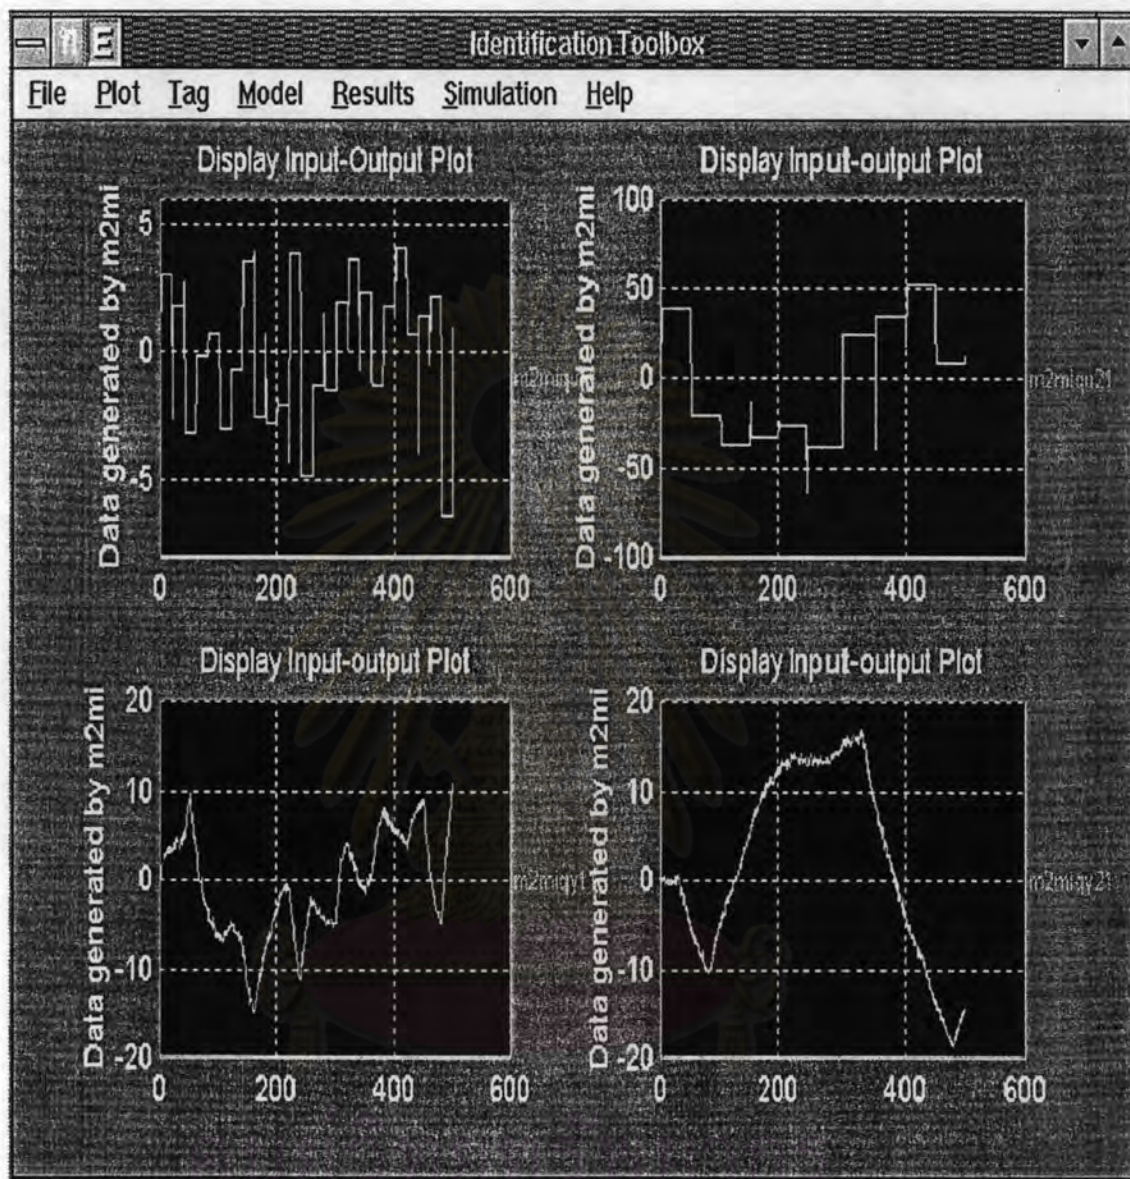 E
Identification Toolbox
File Plot Tag Model Results Simulation Help
Display Input-Output Plot
Data generated by m2mi
5
0
-5
0 200 400 600
Display Input-output Plot
Data generated by m2mi
100
50
0
-50
-100
0 200 400 600
Display Input-output Plot
Data generated by m2mi
20
10
0
-10
-20
0 200 400 600
Display Input-output Plot
Data generated by m2mi
20
10
0
-10
-20
0 200 400 600